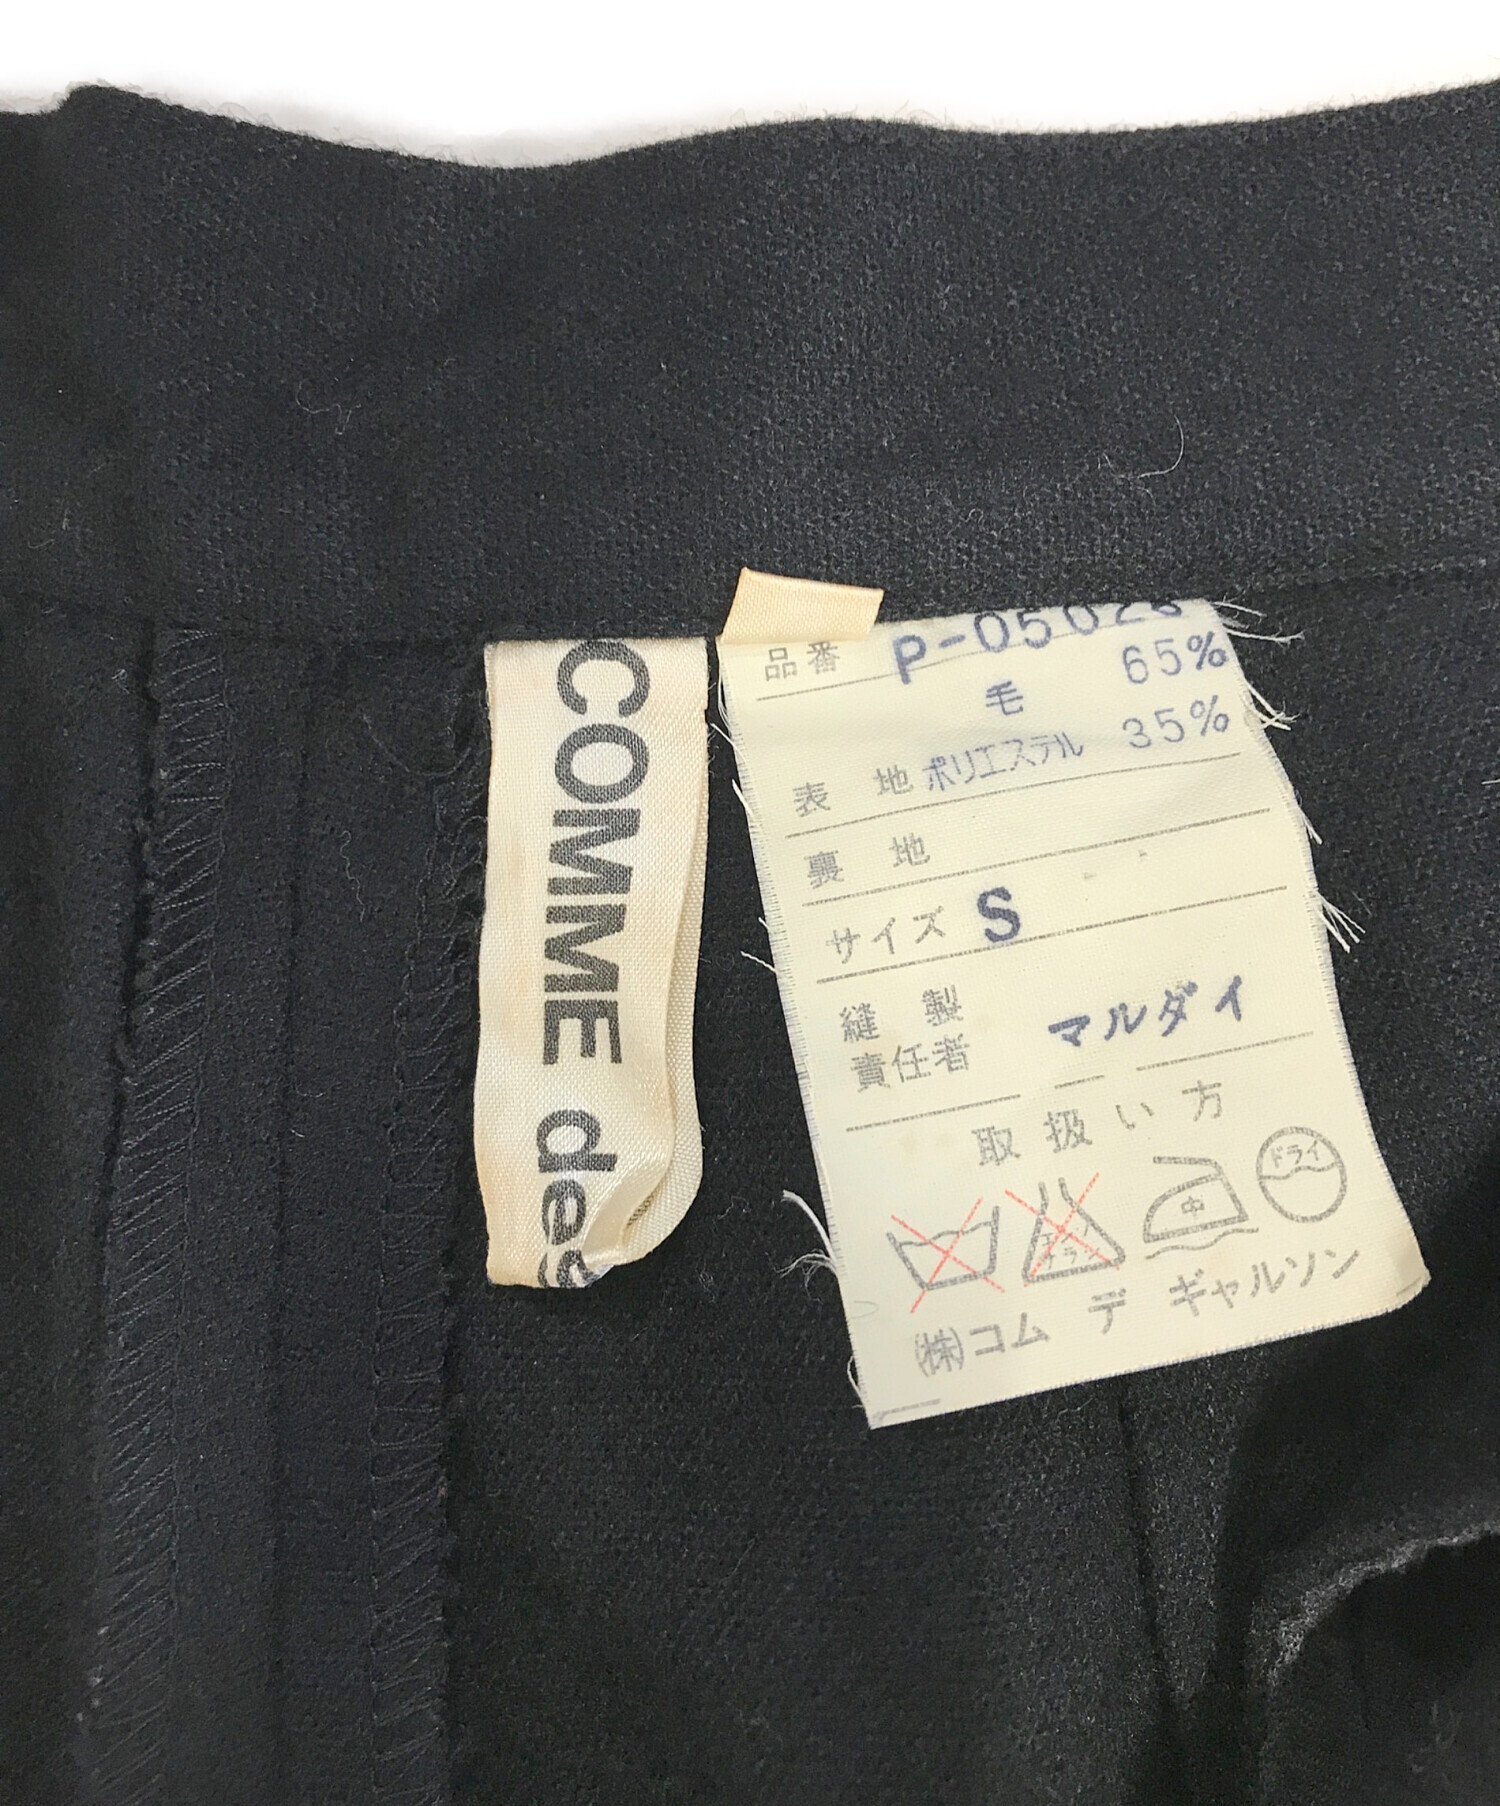 COMME des
品番 P-05028
毛 65%
表地 ポリエステル 35%
裏地
サイズ S
縫製
責任者 マルダイ
取扱い方
中
ドライ
(株)コム デ ギャルソン